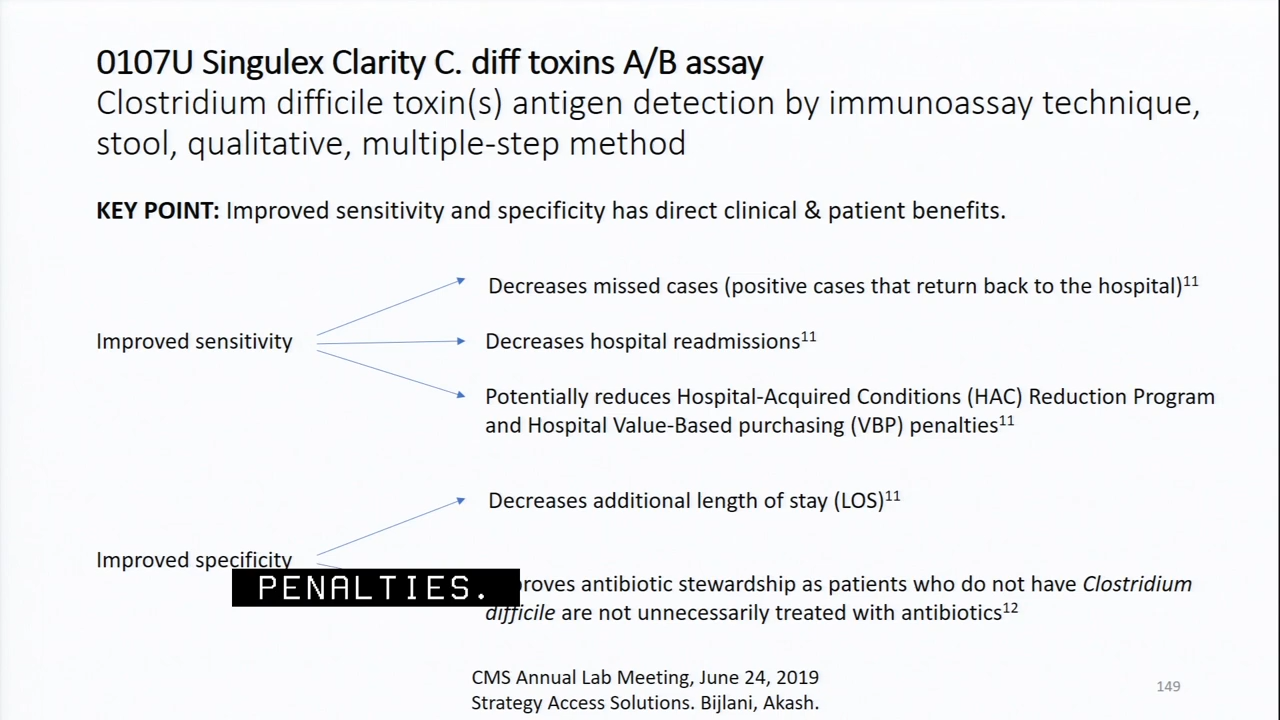 0107U Singulex Clarity C. diff toxins A/B assay
Clostridium difficile toxin(s) antigen detection by immunoassay technique,
stool, qualitative, multiple-step method
KEY POINT: Improved sensitivity and specificity has direct clinical & patient benefits.
Decreases missed cases (positive cases that return back to the hospital)¹¹
Improved sensitivity
Decreases hospital readmissions¹¹
Potentially reduces Hospital-Acquired Conditions (HAC) Reduction Program
and Hospital Value-Based purchasing (VBP) penalties¹¹
Decreases additional length of stay (LOS)¹¹
Improved specificity
PENALTIES.
antibiotic stewardship as patients who do not have Clostridium
difficile are not unnecessarily treated with antibiotics¹²
CMS Annual Lab Meeting, June 24, 2019
Strategy Access Solutions. Bijlani, Akash.
149